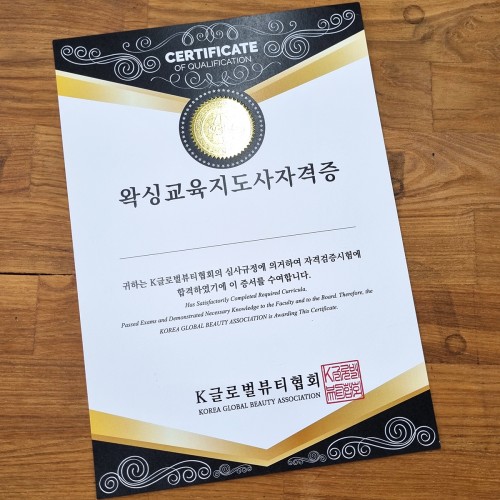 CERTIFICATE
OF QUALIFICATION
왁싱교육지도사자격증
귀하는 K글로벌뷰티협회의 심사규정에 의거하여 자격검증시험에
합격하였기에 이 증서를 수여합니다.
Has Satisfactorily Completed Required Curricula.
Passed Exams and Demonstrated Necessary Knowledge to the Faculty and to the Board. Therefore, the
KOREA GLOBAL BEAUTY ASSOCIATION is Awarding This Certificate.
K글로벌뷰티협회
KOREA GLOBAL BEAUTY ASSOCIATION